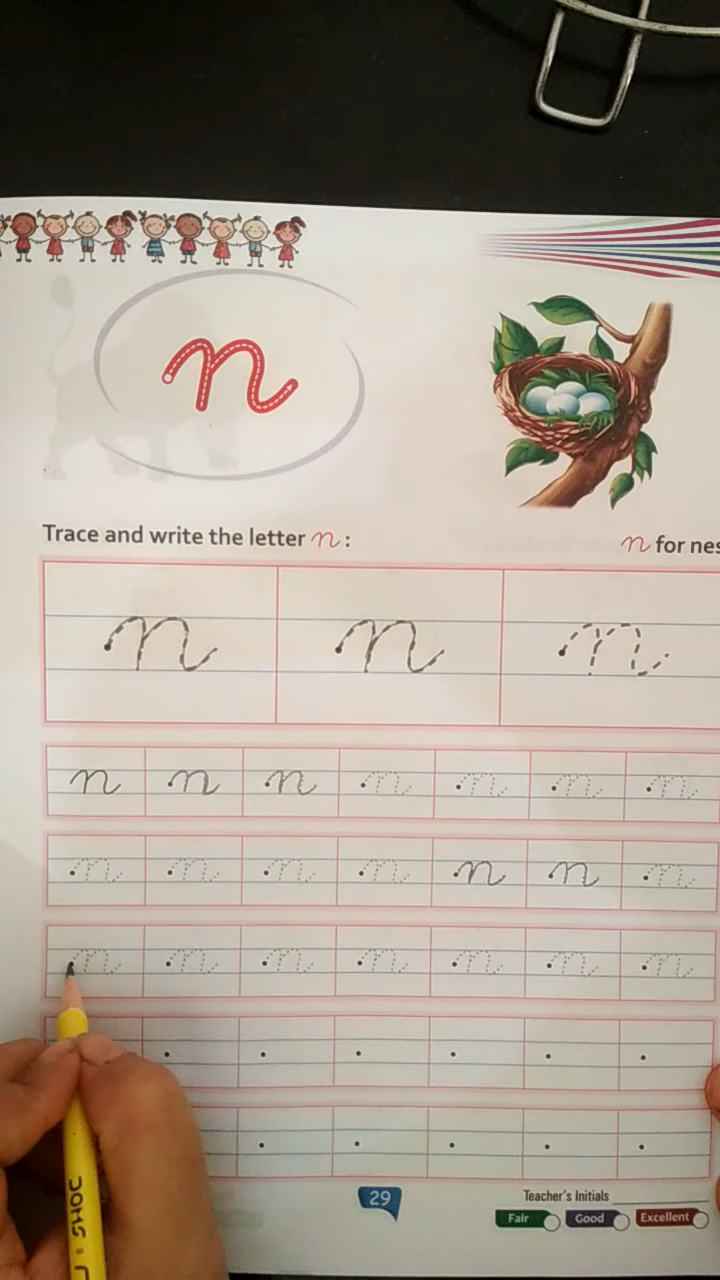 n
Trace and write the letter n :
n for nes
n n n
n n n n n n n
n n n n n n n
n n n n n n n
29
Teacher's Initials
Fair Good Excellent